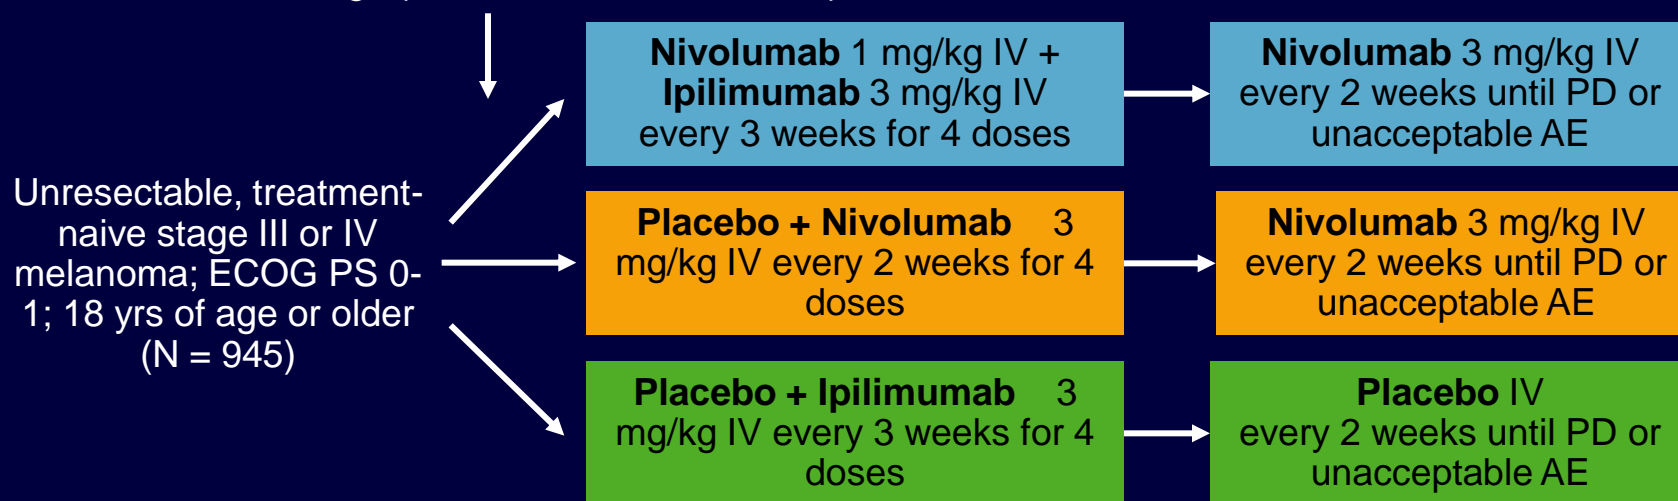 Unresectable, treatment-
naive stage III or IV
melanoma; ECOG PS 0-
1; 18 yrs of age or older
(N = 945)
Nivolumab 1 mg/kg IV +
Ipilimumab 3 mg/kg IV
every 3 weeks for 4 doses
Nivolumab 3 mg/kg IV
every 2 weeks until PD or
unacceptable AE
Placebo + Nivolumab 3
mg/kg IV every 2 weeks for 4
doses
Nivolumab 3 mg/kg IV
every 2 weeks until PD or
unacceptable AE
Placebo + Ipilimumab 3
mg/kg IV every 3 weeks for 4
doses
Placebo IV
every 2 weeks until PD or
unacceptable AE